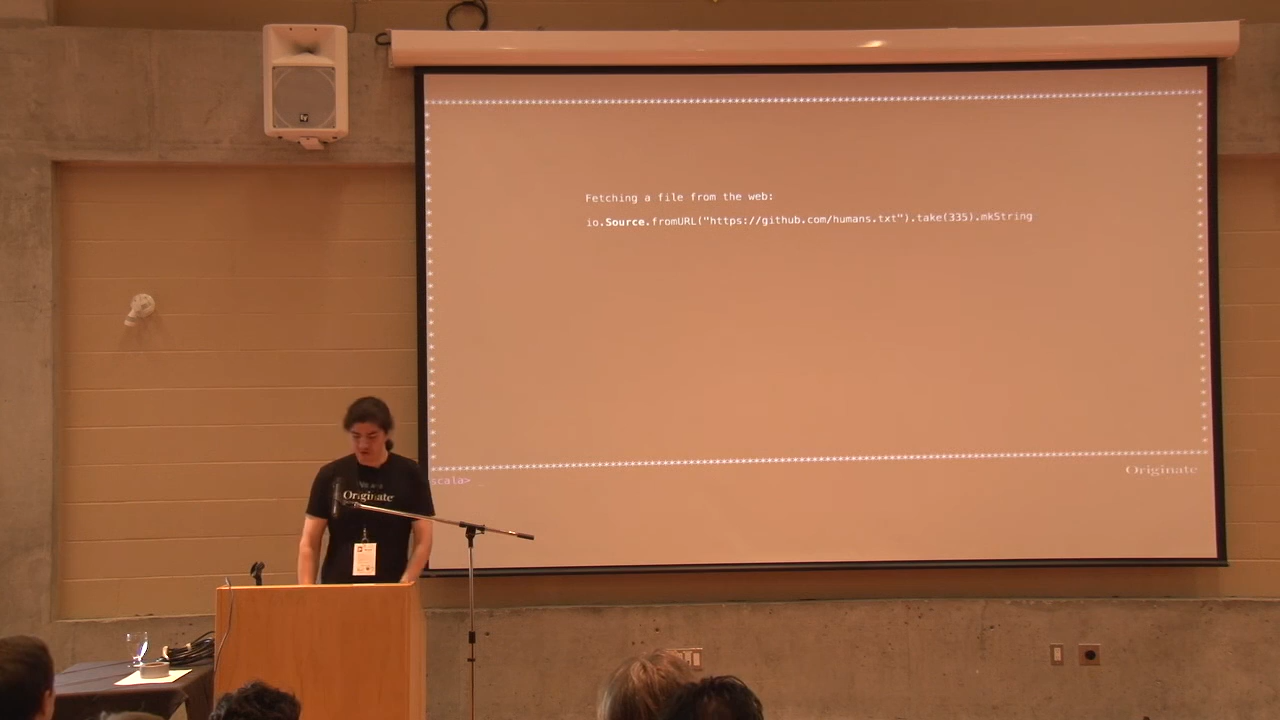 Fetching a file from the web:
io.Source.fromURL("https://github.com/humans.txt").take(335).mkString
Originate
scala>
Originate